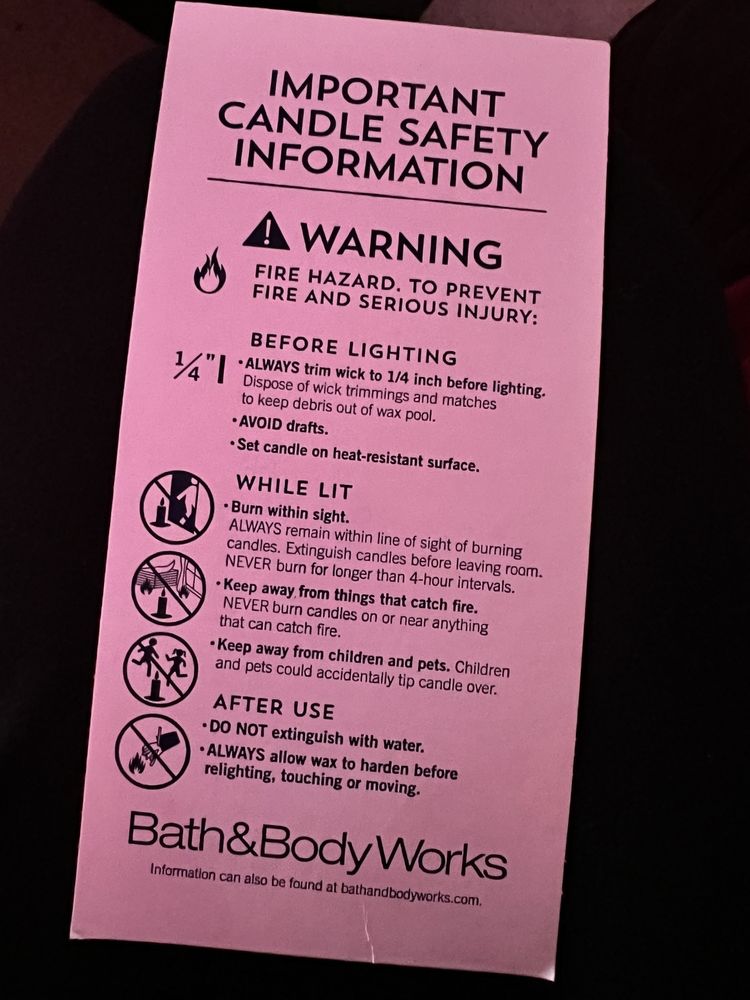 IMPORTANT
CANDLE SAFETY
INFORMATION
WARNING
FIRE HAZARD. TO PREVENT
FIRE AND SERIOUS INJURY:
BEFORE LIGHTING
1/4"
•ALWAYS trim wick to 1/4 inch before lighting.
Dispose of wick trimmings and matches
to keep debris out of wax pool.
•AVOID drafts.
•Set candle on heat-resistant surface.
WHILE LIT
•Burn within sight.
ALWAYS remain within line of sight of burning
candles. Extinguish candles before leaving room.
NEVER burn for longer than 4-hour intervals.
•Keep away from things that catch fire.
NEVER burn candles on or near anything
that can catch fire.
•Keep away from children and pets. Children
and pets could accidentally tip candle over.
AFTER USE
•DO NOT extinguish with water.
•ALWAYS allow wax to harden before
relighting, touching or moving.
Bath&Body Works
Information can also be found at bathandbodyworks.com.